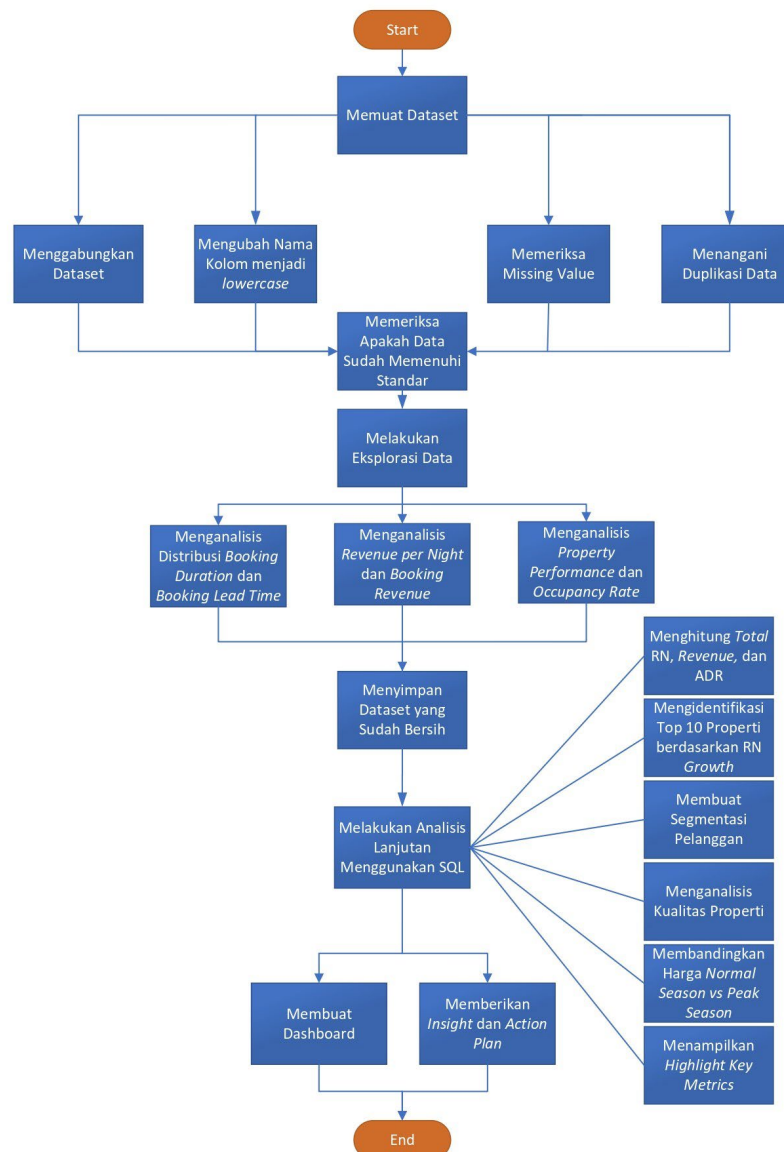 Start
Memuat Dataset
Menggabungkan
Dataset
Mengubah Nama
Kolom menjadi
lowercase
Memeriksa
Missing Value
Menangani
Duplikasi Data
Memeriksa
Apakah Data
Sudah Memenuhi
Standar
Melakukan
Eksplorasi Data
Menganalisis
Distribusi Booking
Duration dan
Booking Lead Time
Menganalisis
Revenue per Night
dan Booking
Revenue
Menganalisis
Property
Performance dan
Occupancy Rate
Menyimpan
Dataset yang
Sudah Bersih
Melakukan Analisis
Lanjutan
Menggunakan SQL
Menghitung Total
RN, Revenue, dan
ADR
Mengidentifikasi
Top 10 Properti
berdasarkan RN
Growth
Membuat
Segmentasi
Pelanggan
Menganalisis
Kualitas Properti
Membandingkan
Harga Normal
Season vs Peak
Season
Menampilkan
Highlight Key
Metrics
Membuat
Dashboard
Memberikan
Insight dan Action
Plan
End